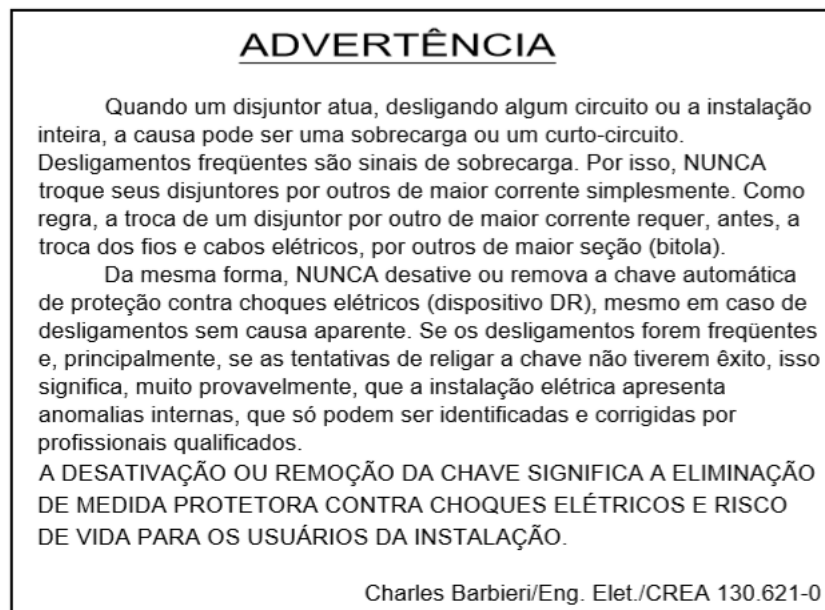 ADVERTÊNCIA
Quando um disjuntor atua, desligando algum circuito ou a instalação
inteira, a causa pode ser uma sobrecarga ou um curto-circuito.
Desligamentos freqüentes são sinais de sobrecarga. Por isso, NUNCA
troque seus disjuntores por outros de maior corrente simplesmente. Como
regra, a troca de um disjuntor por outro de maior corrente requer, antes, a
troca dos fios e cabos elétricos, por outros de maior seção (bitola).
Da mesma forma, NUNCA desative ou remova a chave automática
de proteção contra choques elétricos (dispositivo DR), mesmo em caso de
desligamentos sem causa aparente. Se os desligamentos forem freqüentes
e, principalmente, se as tentativas de religar a chave não tiverem êxito, isso
significa, muito provavelmente, que a instalação elétrica apresenta
anomalias internas, que só podem ser identificadas e corrigidas por
profissionais qualificados.
A DESATIVAÇÃO OU REMOÇÃO DA CHAVE SIGNIFICA A ELIMINAÇÃO
DE MEDIDA PROTETORA CONTRA CHOQUES ELÉTRICOS E RISCO
DE VIDA PARA OS USUÁRIOS DA INSTALAÇÃO.
Charles Barbieri/Eng. Elet./CREA 130.621-0